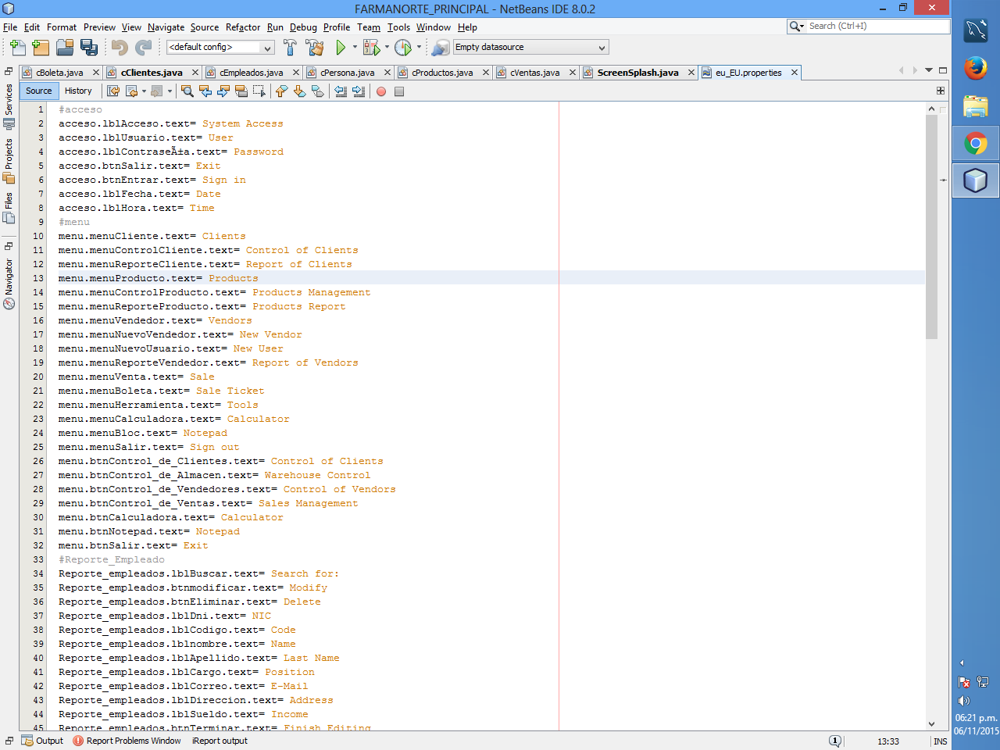 FARMANORTE_PRINCIPAL - NetBeans IDE 8.0.2
File Edit Format Preview View Navigate Source Refactor Run Debug Profile Team Tools Window Help
Search (Ctrl+I)
<default config>
Empty datasource
cBoleta.java cClientes.java cEmpleados.java cPersona.java cProductos.java cVentas.java ScreenSplash.java eu_EU.properties
Source History
Services
Projects
Files
Navigator
1 #acceso
2 acceso.lblAcceso.text= System Access
3 acceso.lblUsuario.text= User
4 acceso.lblContraseÃ±a.text= Password
5 acceso.btnSalir.text= Exit
6 acceso.btnEntrar.text= Sign in
7 acceso.lblFecha.text= Date
8 acceso.lblHora.text= Time
9 #menu
10 menu.menuCliente.text= Clients
11 menu.menuControlCliente.text= Control of Clients
12 menu.menuReporteCliente.text= Report of Clients
13 menu.menuProducto.text= Products
14 menu.menuControlProducto.text= Products Management
15 menu.menuReporteProducto.text= Products Report
16 menu.menuVendedor.text= Vendors
17 menu.menuNuevoVendedor.text= New Vendor
18 menu.menuNuevoUsuario.text= New User
19 menu.menuReporteVendedor.text= Report of Vendors
20 menu.menuVenta.text= Sale
21 menu.menuBoleta.text= Sale Ticket
22 menu.menuHerramienta.text= Tools
23 menu.menuCalculadora.text= Calculator
24 menu.menuBloc.text= Notepad
25 menu.menuSalir.text= Sign out
26 menu.btnControl_de_Clientes.text= Control of Clients
27 menu.btnControl_de_Almacen.text= Warehouse Control
28 menu.btnControl_de_Vendedores.text= Control of Vendors
29 menu.btnControl_de_Ventas.text= Sales Management
30 menu.btnCalculadora.text= Calculator
31 menu.btnNotepad.text= Notepad
32 menu.btnSalir.text= Exit
33 #Reporte_Empleado
34 Reporte_empleados.lblBuscar.text= Search for:
35 Reporte_empleados.btnmodificar.text= Modify
36 Reporte_empleados.btnEliminar.text= Delete
37 Reporte_empleados.lblDni.text= NIC
38 Reporte_empleados.lblCodigo.text= Code
39 Reporte_empleados.lblnombre.text= Name
40 Reporte_empleados.lblApellido.text= Last Name
41 Reporte_empleados.lblCargo.text= Position
42 Reporte_empleados.lblCorreo.text= E-Mail
43 Reporte_empleados.lblDireccion.text= Address
44 Reporte_empleados.lblSueldo.text= Income
45 Reporte_empleados.btnTerminar.text= Finish Editing
Output Report Problems Window iReport output
1
13:33
INS
06:21 p.m.
06/11/2015